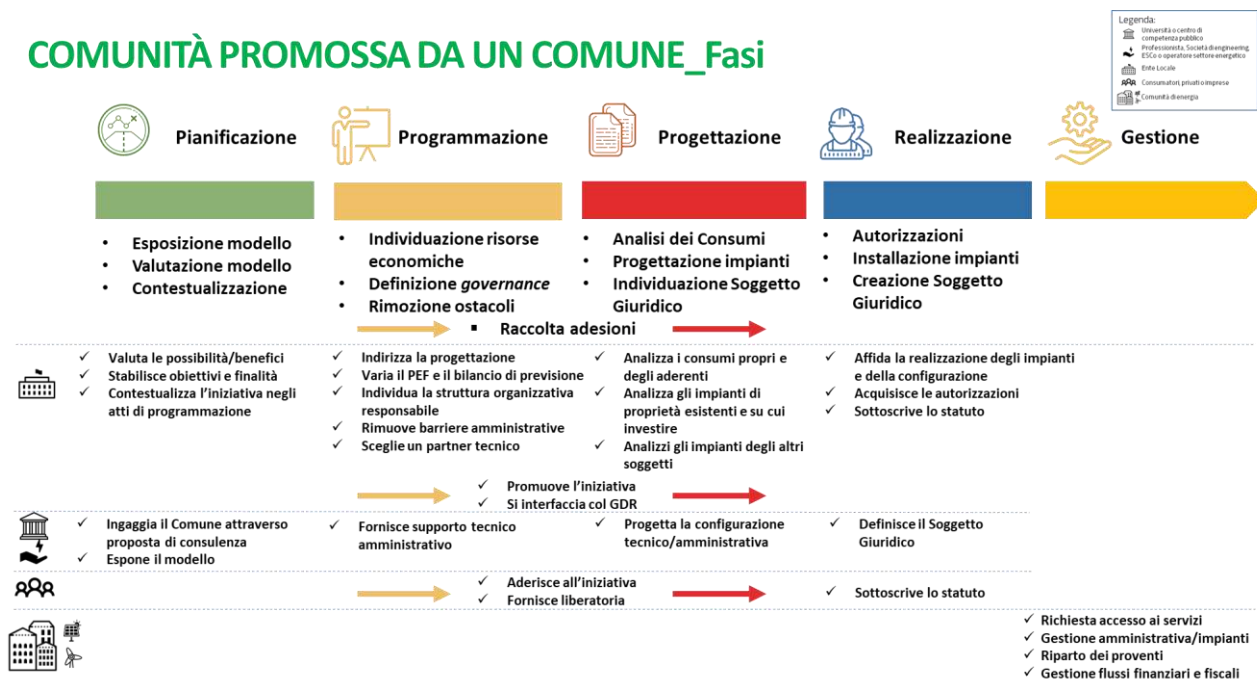 COMUNITÀ PROMOSSA DA UN COMUNE_Fasi
Legenda:
Università o centro di
competenza pubblico
Professionista, Società di engineering,
ESCo o operatore settore energetico
Ente Locale
Consumatori, privati o imprese
Comunità di energia
Pianificazione
Programmazione
Progettazione
Realizzazione
Gestione
• Esposizione modello
• Valutazione modello
• Contestualizzazione
• Individuazione risorse
economiche
• Definizione governance
• Rimozione ostacoli
• Analisi dei Consumi
• Progettazione impianti
• Individuazione Soggetto
Giuridico
• Autorizzazioni
• Installazione impianti
• Creazione Soggetto
Giuridico
▪ Raccolta adesioni
✓ Valuta le possibilità/benefici
✓ Stabilisce obiettivi e finalità
✓ Contestualizza l'iniziativa negli
atti di programmazione
✓ Indirizza la progettazione
✓ Varia il PEF e il bilancio di previsione
✓ Individua la struttura organizzativa
responsabile
✓ Rimuove barriere amministrative
✓ Sceglie un partner tecnico
✓ Analizza i consumi propri e
degli aderenti
✓ Analizza gli impianti di
proprietà esistenti e su cui
investire
✓ Analizzi gli impianti degli altri
soggetti
✓ Affida la realizzazione degli impianti
e della configurazione
✓ Acquisisce le autorizzazioni
✓ Sottoscrive lo statuto
✓ Promuove l'iniziativa
✓ Si interfaccia col GDR
✓ Ingaggia il Comune attraverso
proposta di consulenza
✓ Espone il modello
✓ Fornisce supporto tecnico
amministrativo
✓ Progetta la configurazione
tecnico/amministrativa
✓ Definisce il Soggetto
Giuridico
✓ Aderisce all'iniziativa
✓ Fornisce liberatoria
✓ Sottoscrive lo statuto
✓ Richiesta accesso ai servizi
✓ Gestione amministrativa/impianti
✓ Riparto dei proventi
✓ Gestione flussi finanziari e fiscali